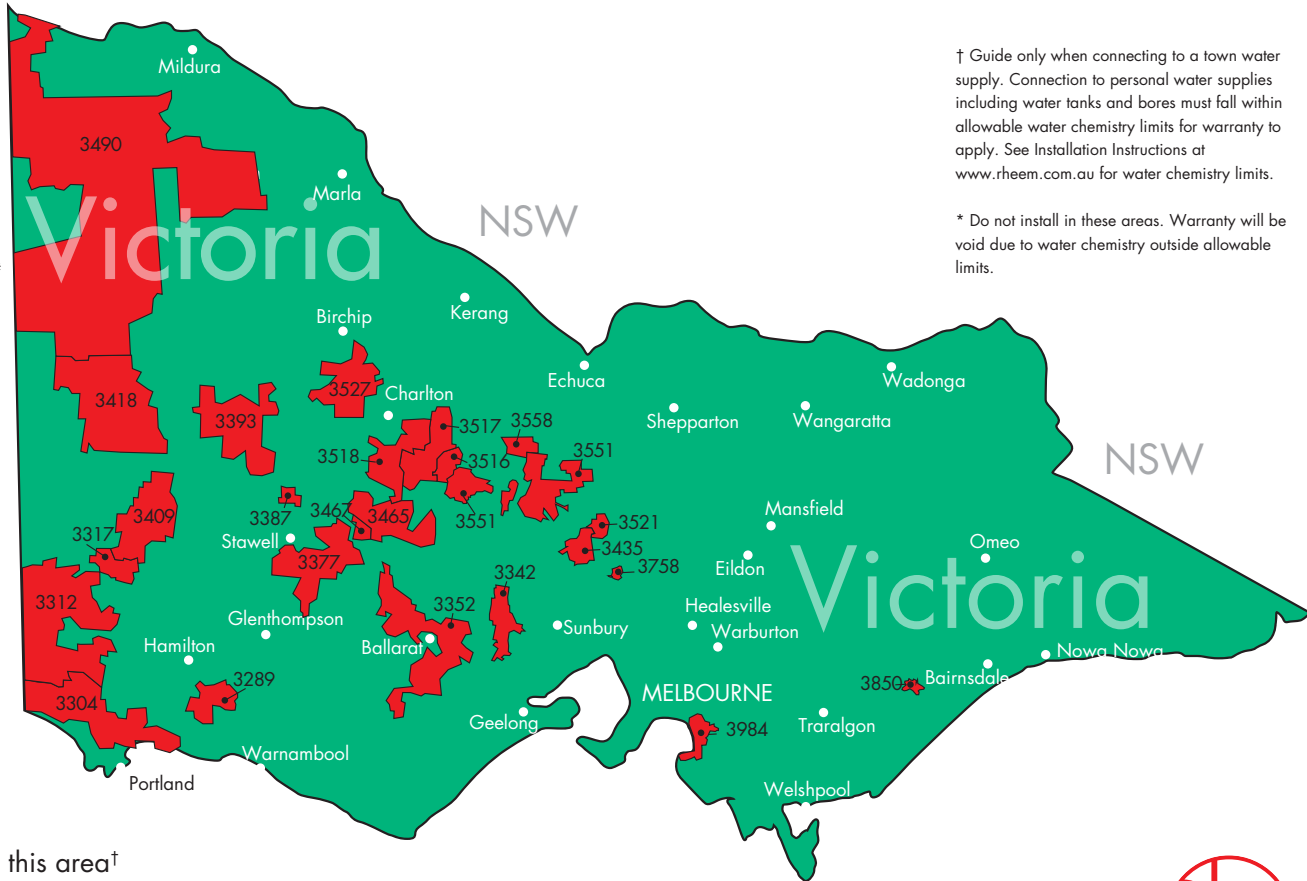 † Guide only when connecting to a town water
supply. Connection to personal water supplies
including water tanks and bores must fall within
allowable water chemistry limits for warranty to
apply. See Installation Instructions at
www.rheem.com.au for water chemistry limits.
* Do not install in these areas. Warranty will be
void due to water chemistry outside allowable
limits.
Mildura
3490
Marla
Victoria
NSW
Kerang
Birchip
Echuca
Wadonga
3527
Charlton
3418
3393
3517
3558
Shepparton
Wangaratta
3518
3516
3551
NSW
3387
3467
3465
3551
3409
Mansfield
3521
3317
Stawell
3435
Omeo
3377
3758
Eildon
3342
Victoria
3312
3352
Healesville
Glenthompson
Sunbury
Warburton
Hamilton
Ballarat
Nowa Nowa
3289
3850
Bairnsdale
MELBOURNE
3304
Geelong
3984
Traralgon
Warnambool
Portland
Welshpool
this area†